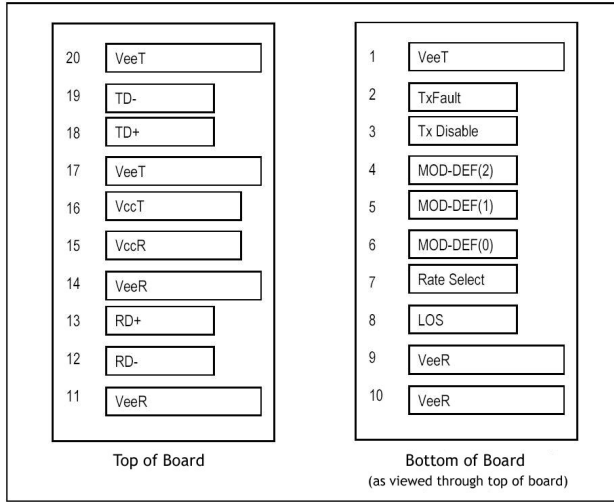 20 VeeT
19 TD-
18 TD+
17 VeeT
16 VccT
15 VccR
14 VeeR
13 RD+
12 RD-
11 VeeR
Top of Board
1 VeeT
2 TxFault
3 Tx Disable
4 MOD-DEF(2)
5 MOD-DEF(1)
6 MOD-DEF(0)
7 Rate Select
8 LOS
9 VeeR
10 VeeR
Bottom of Board
(as viewed through top of board)